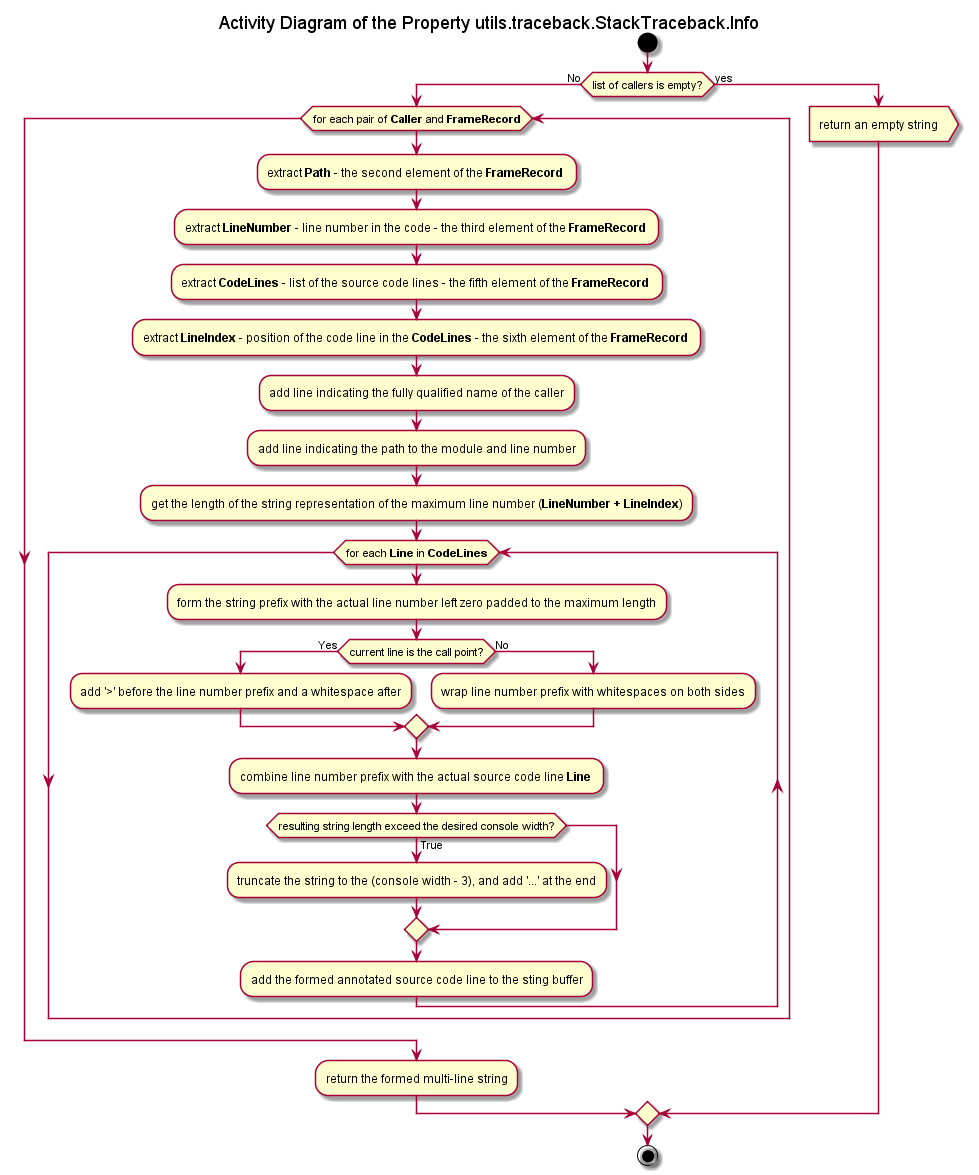 Activity Diagram of the Property utils.traceback.StackTraceback.Info
No
list of callers is empty?
yes
for each pair of Caller and FrameRecord
return an empty string
extract Path - the second element of the FrameRecord
extract LineNumber - line number in the code - the third element of the FrameRecord
extract CodeLines - list of the source code lines - the fifth element of the FrameRecord
extract LineIndex - position of the code line in the CodeLines - the sixth element of the FrameRecord
add line indicating the fully qualified name of the caller
add line indicating the path to the module and line number
get the length of the string representation of the maximum line number (LineNumber + LineIndex)
for each Line in CodeLines
form the string prefix with the actual line number left zero padded to the maximum length
Yes
current line is the call point?
No
add '>' before the line number prefix and a whitespace after
wrap line number prefix with whitespaces on both sides
combine line number prefix with the actual source code line Line
resulting string length exceed the desired console width?
True
truncate the string to the (console width - 3), and add '...' at the end
add the formed annotated source code line to the sting buffer
return the formed multi-line string